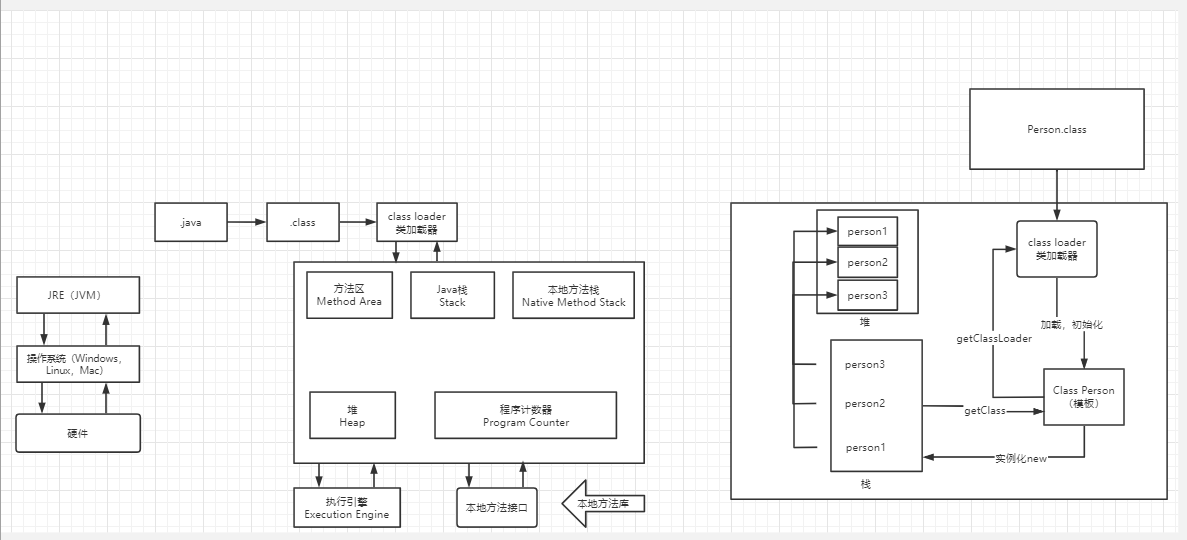 .java
.class
class loader
类加载器
JRE（JVM）
操作系统（Windows，
Linux，Mac）
硬件
方法区
Method Area
Java栈
Stack
本地方法栈
Native Method Stack
堆
Heap
程序计数器
Program Counter
执行引擎
Execution Engine
本地方法接口
本地方法库
Person.class
person1
person2
person3
堆
class loader
类加载器
加载，初始化
getClassLoader
person3
person2
person1
栈
getClass
Class Person
（模板）
实例化new